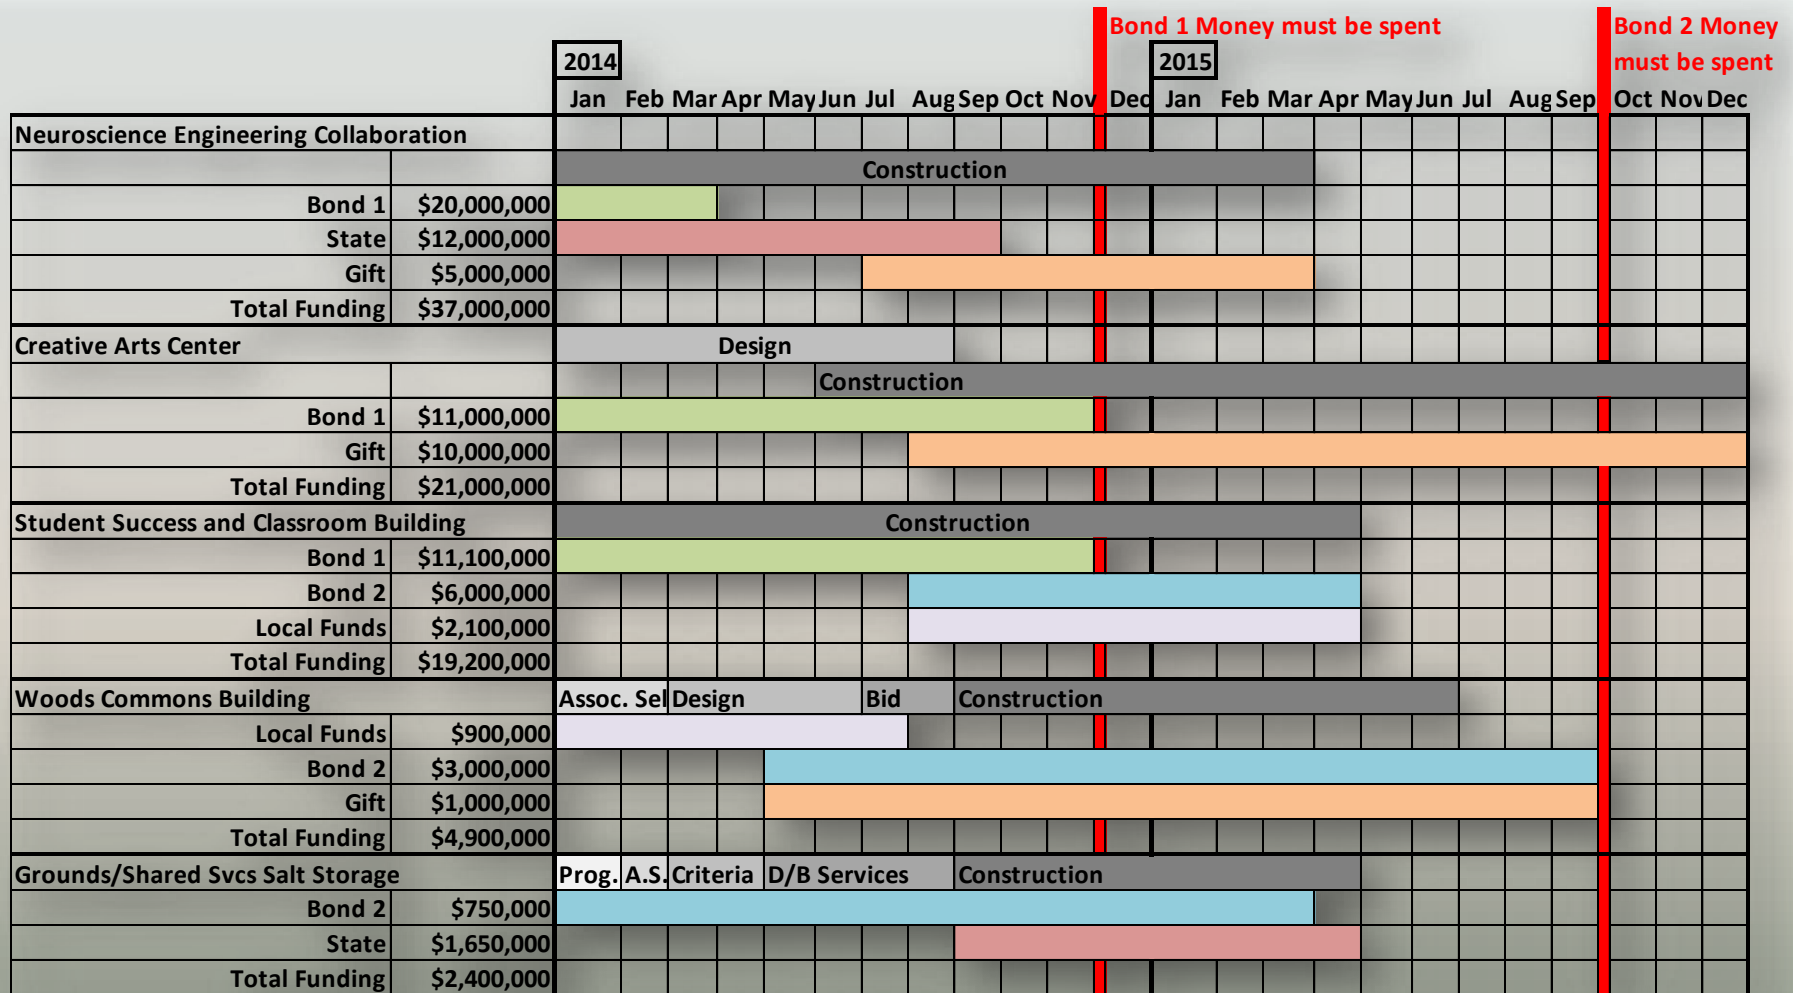 Bond 1 Money must be spent
Bond 2 Money
must be spent
2014
2015
Jan Feb Mar Apr May Jun Jul Aug Sep Oct Nov Dec Jan Feb Mar Apr May Jun Jul Aug Sep Oct Nov Dec
Neuroscience Engineering Collaboration
Construction
Bond 1 $20,000,000
State $12,000,000
Gift $5,000,000
Total Funding $37,000,000
Creative Arts Center Design
Construction
Bond 1 $11,000,000
Gift $10,000,000
Total Funding $21,000,000
Student Success and Classroom Building Construction
Bond 1 $11,100,000
Bond 2 $6,000,000
Local Funds $2,100,000
Total Funding $19,200,000
Woods Commons Building Assoc. Sel Design Bid Construction
Local Funds $900,000
Bond 2 $3,000,000
Gift $1,000,000
Total Funding $4,900,000
Grounds/Shared Svcs Salt Storage Prog. A.S. Criteria D/B Services Construction
Bond 2 $750,000
State $1,650,000
Total Funding $2,400,000